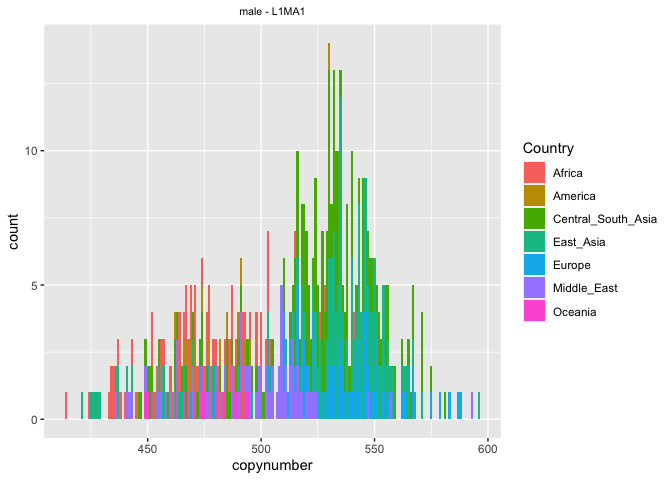 male - L1MA1
count
10
5
0
450
500
550
600
copynumber
Country
Africa
America
Central_South_Asia
East_Asia
Europe
Middle_East
Oceania